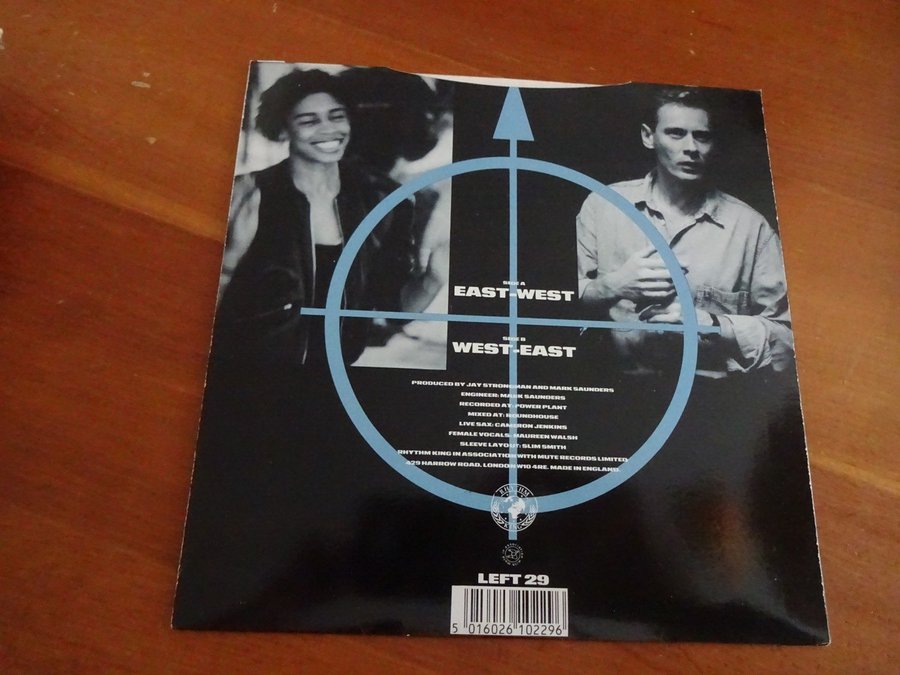 SIDE A
EAST-WEST
SIDE B
WEST-EAST
PRODUCED BY JAY STRONGMAN AND MARK SAUNDERS
ENGINEER: MARK SAUNDERS
RECORDED AT: POWER PLANT
MIXED AT: ROUNDHOUSE
LIVE SAX: CAMERON JENKINS
FEMALE VOCALS: MAUREEN WALSH
SLEEVE LAYOUT: SLIM SMITH
RHYTHM KING IN ASSOCIATION WITH MUTE RECORDS LIMITED
429 HARROW ROAD. LONDON W10 4RE. MADE IN ENGLAND.
RHYTHM
KING
LEFT 29
5 016026 102296